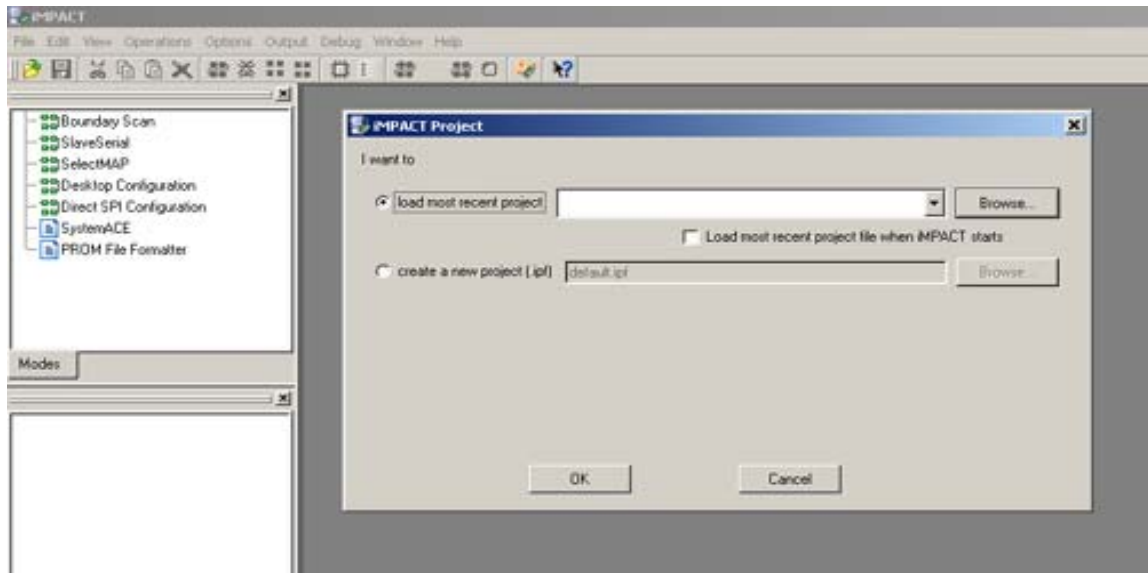 iMPACT
File Edit View Operations Options Output Debug Window Help
Boundary Scan
SlaveSerial
SelectMAP
Desktop Configuration
Direct SPI Configuration
SystemACE
PROM File Formatter
Modes
iMPACT Project
I want to
load most recent project
Browse...
Load most recent project file when iMPACT starts
create a new project (.ipf)
default.ipf
Browse...
OK
Cancel